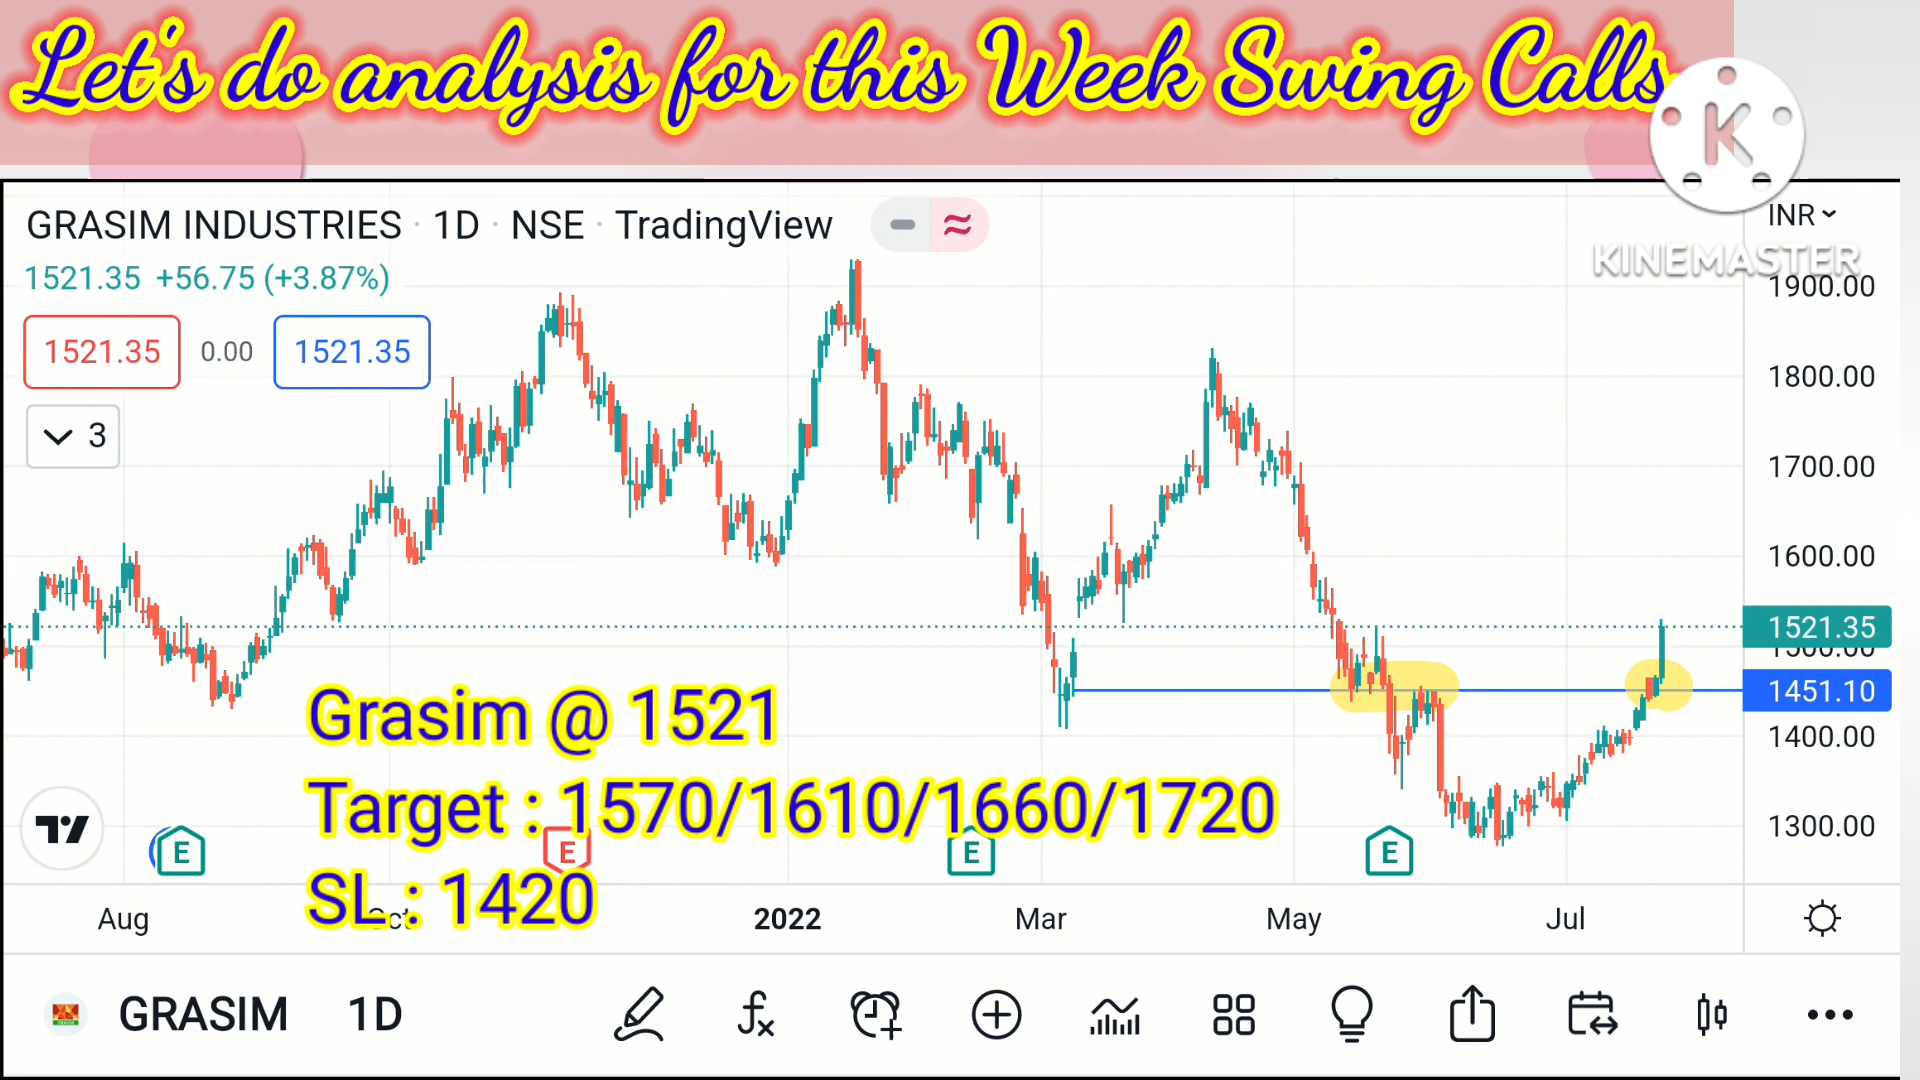 Let's do analysis for this Week Swing Calls
K
KINEMASTER
GRASIM INDUSTRIES · 1D · NSE · TradingView
INR
1521.35 +56.75 (+3.87%)
1521.35 0.00 1521.35
3
1900.00
1800.00
1700.00
1600.00
1521.35
1500.00
1451.10
1400.00
1300.00
Grasim @ 1521
Target : 1570/1610/1660/1720
SL : 1420
E E E E
Aug Oct 2022 Mar May Jul
GRASIM 1D